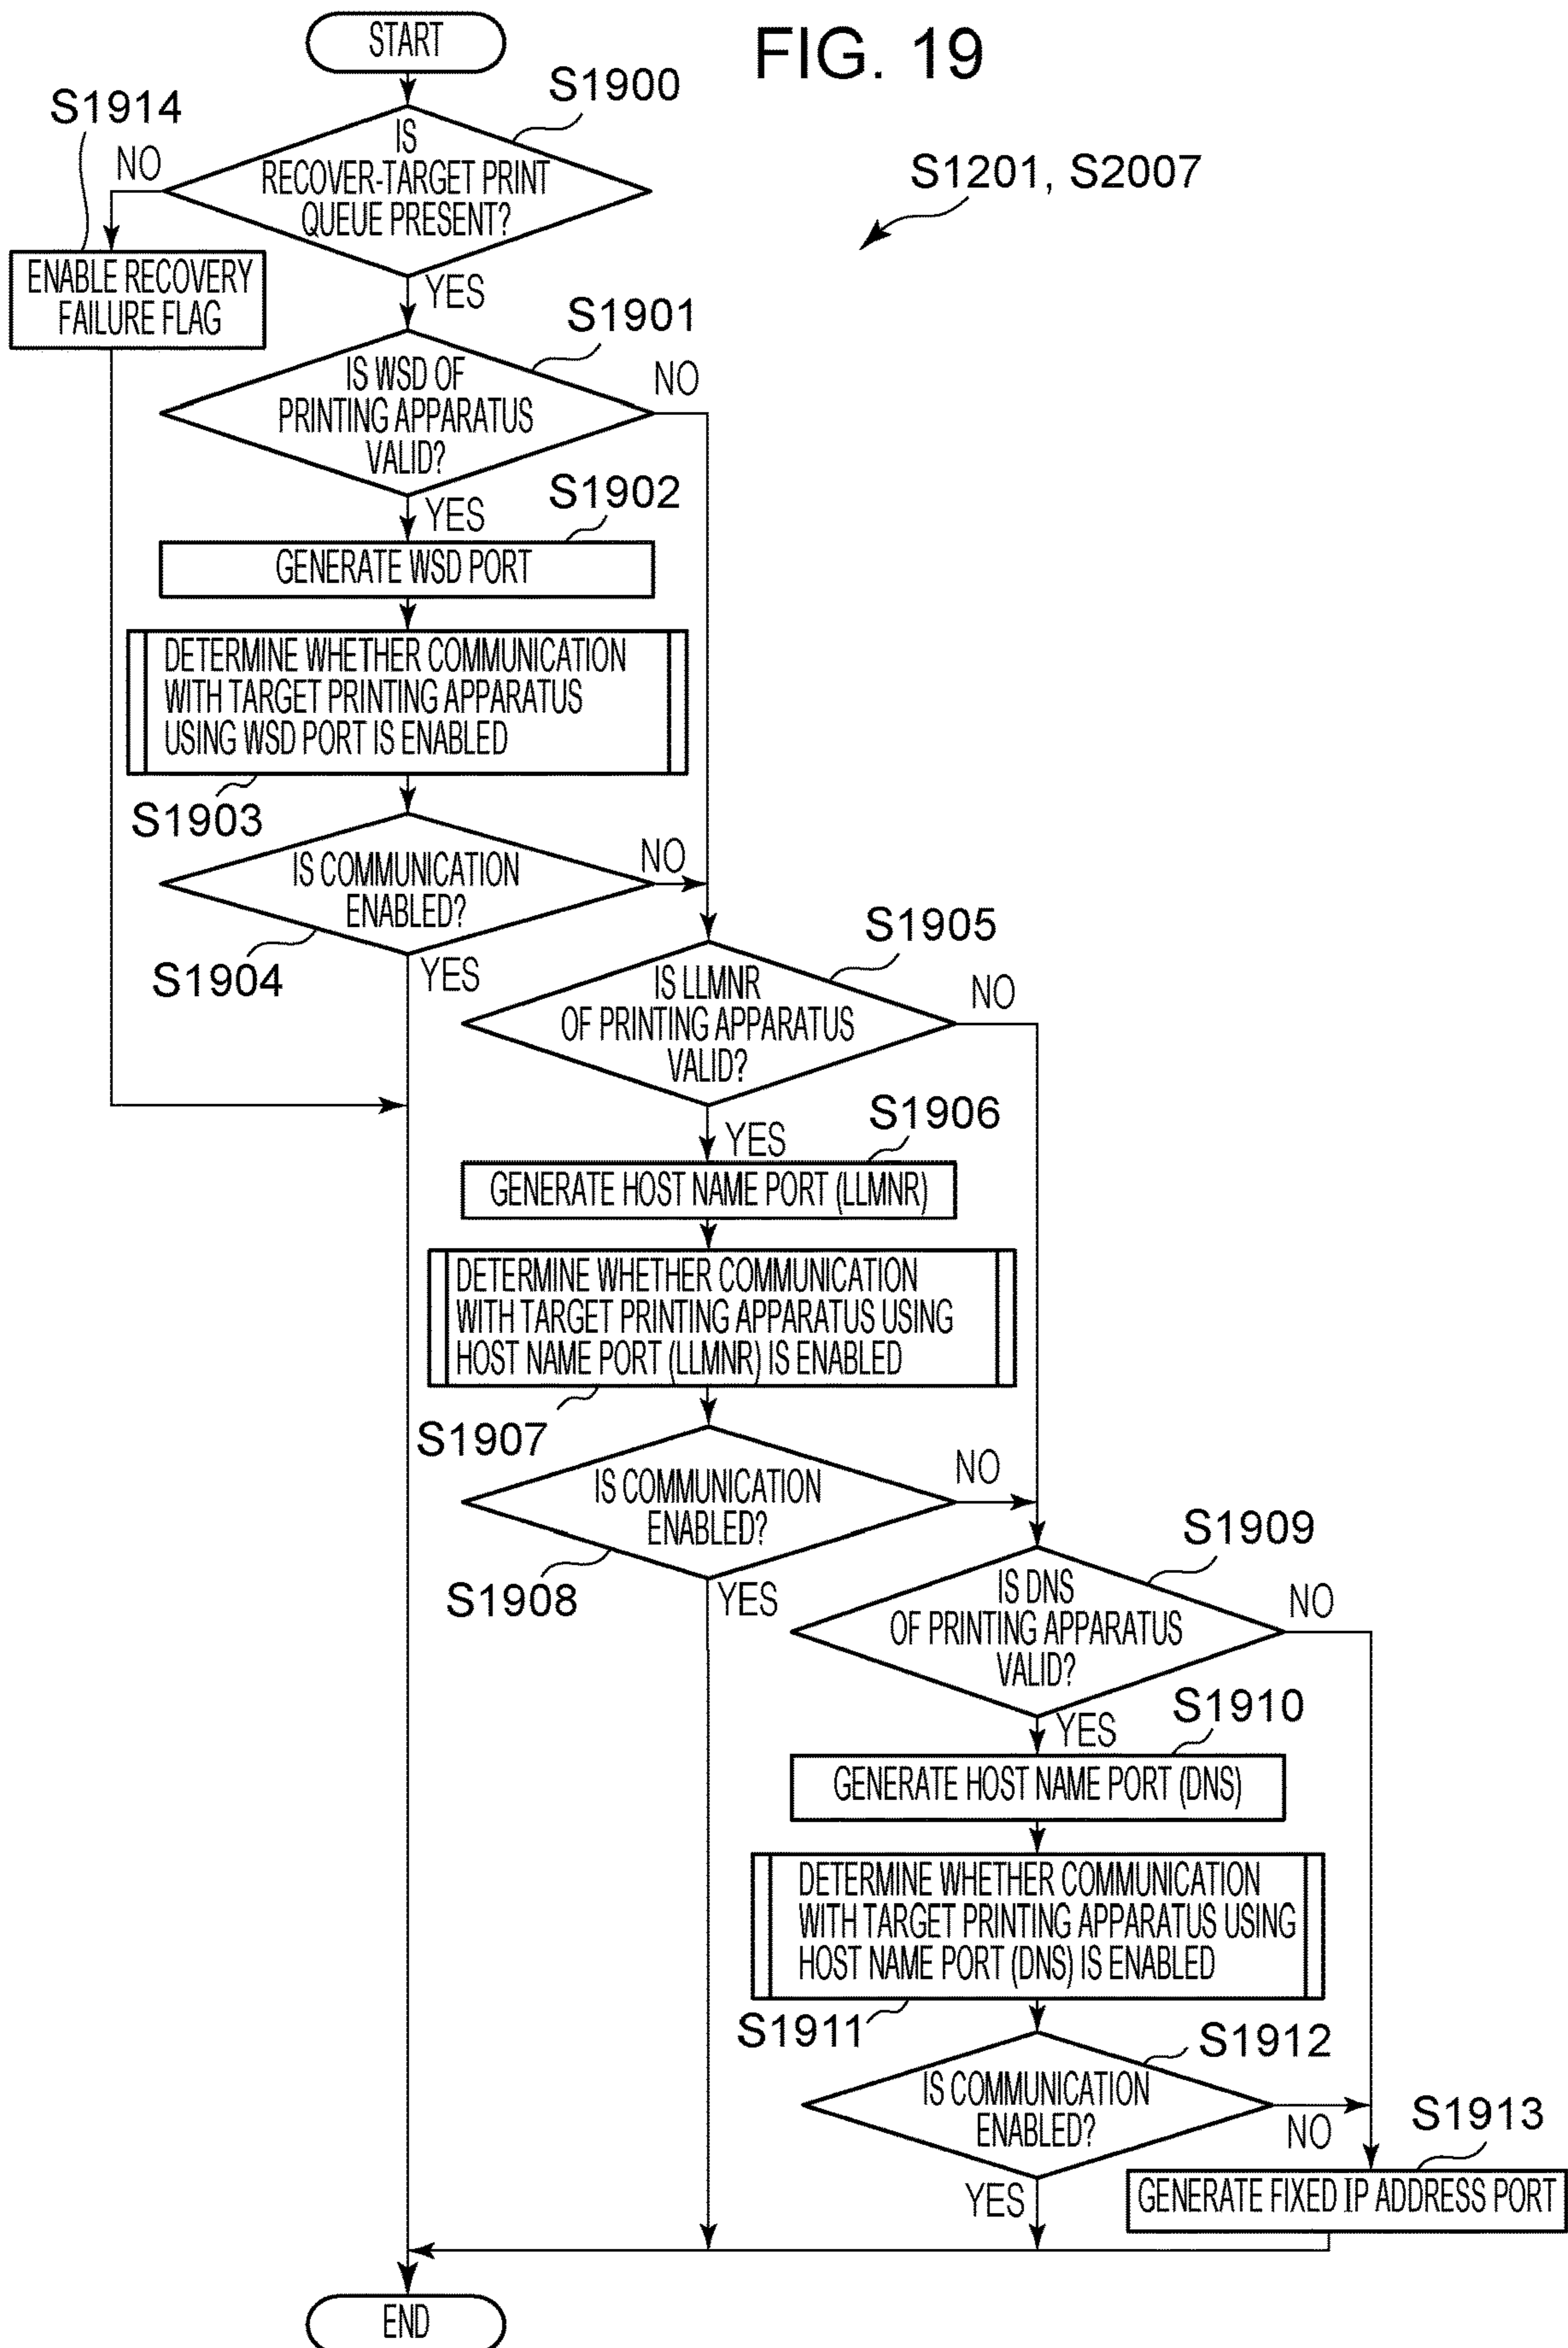 START
FIG. 19
S1900
S1914
NO
IS
RECOVER-TARGET PRINT
QUEUE PRESENT?
S1201, S2007
ENABLE RECOVERY
FAILURE FLAG
YES
S1901
IS WSD OF
PRINTING APPARATUS
VALID?
NO
YES
S1902
GENERATE WSD PORT
DETERMINE WHETHER COMMUNICATION
WITH TARGET PRINTING APPARATUS
USING WSD PORT IS ENABLED
S1903
IS COMMUNICATION
ENABLED?
NO
S1904
YES
S1905
IS LLMNR
OF PRINTING APPARATUS
VALID?
NO
YES
S1906
GENERATE HOST NAME PORT (LLMNR)
DETERMINE WHETHER COMMUNICATION
WITH TARGET PRINTING APPARATUS USING
HOST NAME PORT (LLMNR) IS ENABLED
S1907
IS COMMUNICATION
ENABLED?
NO
S1908
YES
S1909
IS DNS
OF PRINTING APPARATUS
VALID?
NO
YES
S1910
GENERATE HOST NAME PORT (DNS)
DETERMINE WHETHER COMMUNICATION
WITH TARGET PRINTING APPARATUS USING
HOST NAME PORT (DNS) IS ENABLED
S1911
S1912
IS COMMUNICATION
ENABLED?
NO
YES
S1913
GENERATE FIXED IP ADDRESS PORT
END